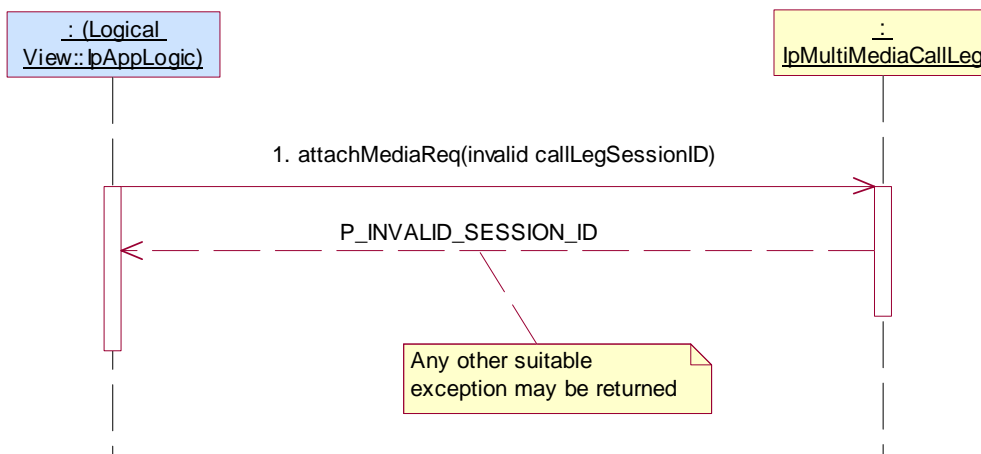 : (Logical
View::IpAppLogic)
:
IpMultiMediaCallLeg
1. attachMediaReq(invalid callLegSessionID)
P_INVALID_SESSION_ID
Any other suitable
exception may be returned